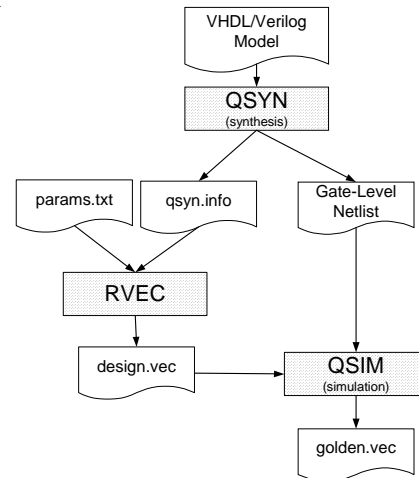 VHDL/Verilog
Model
QSYN
(synthesis)
params.txt
qsyn.info
Gate-Level
Netlist
RVEC
design.vec
QSIM
(simulation)
golden.vec